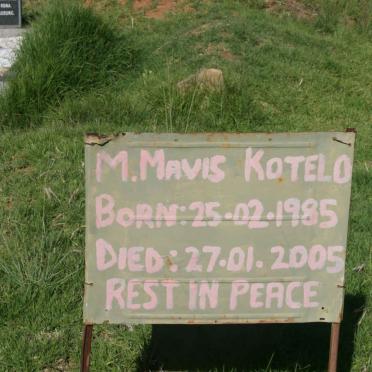 M. MAVIS KOTELO
BORN: 25.02.1985
DIED: 27.01.2005
REST IN PEACE